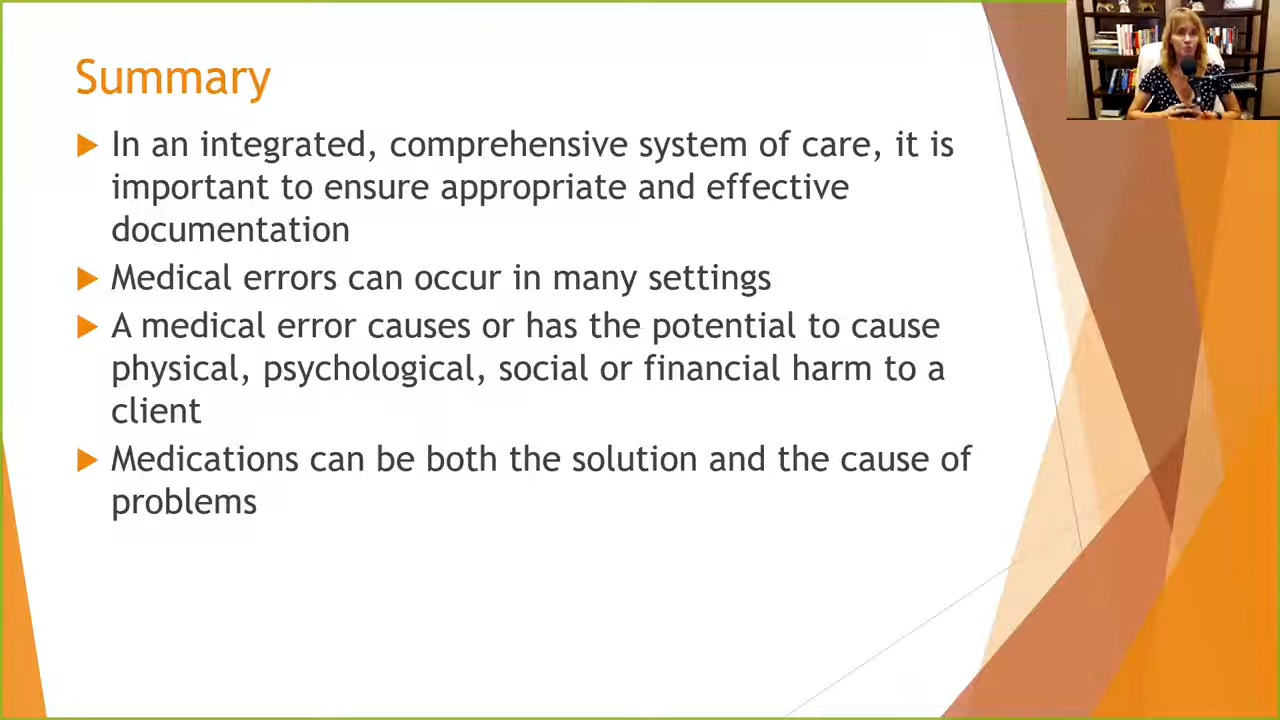 Summary
In an integrated, comprehensive system of care, it is
important to ensure appropriate and effective
documentation
Medical errors can occur in many settings
A medical error causes or has the potential to cause
physical, psychological, social or financial harm to a
client
Medications can be both the solution and the cause of
problems